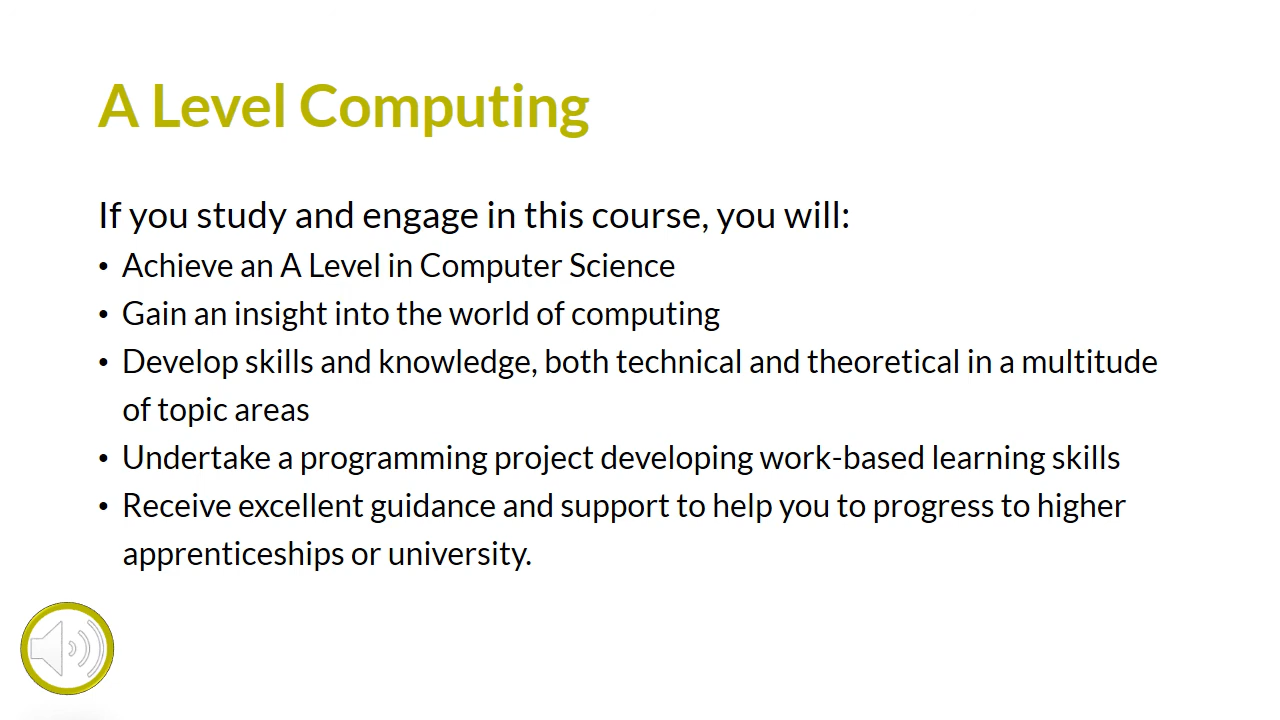 A Level Computing
If you study and engage in this course, you will:
• Achieve an A Level in Computer Science
• Gain an insight into the world of computing
• Develop skills and knowledge, both technical and theoretical in a multitude
of topic areas
• Undertake a programming project developing work-based learning skills
• Receive excellent guidance and support to help you to progress to higher
apprenticeships or university.